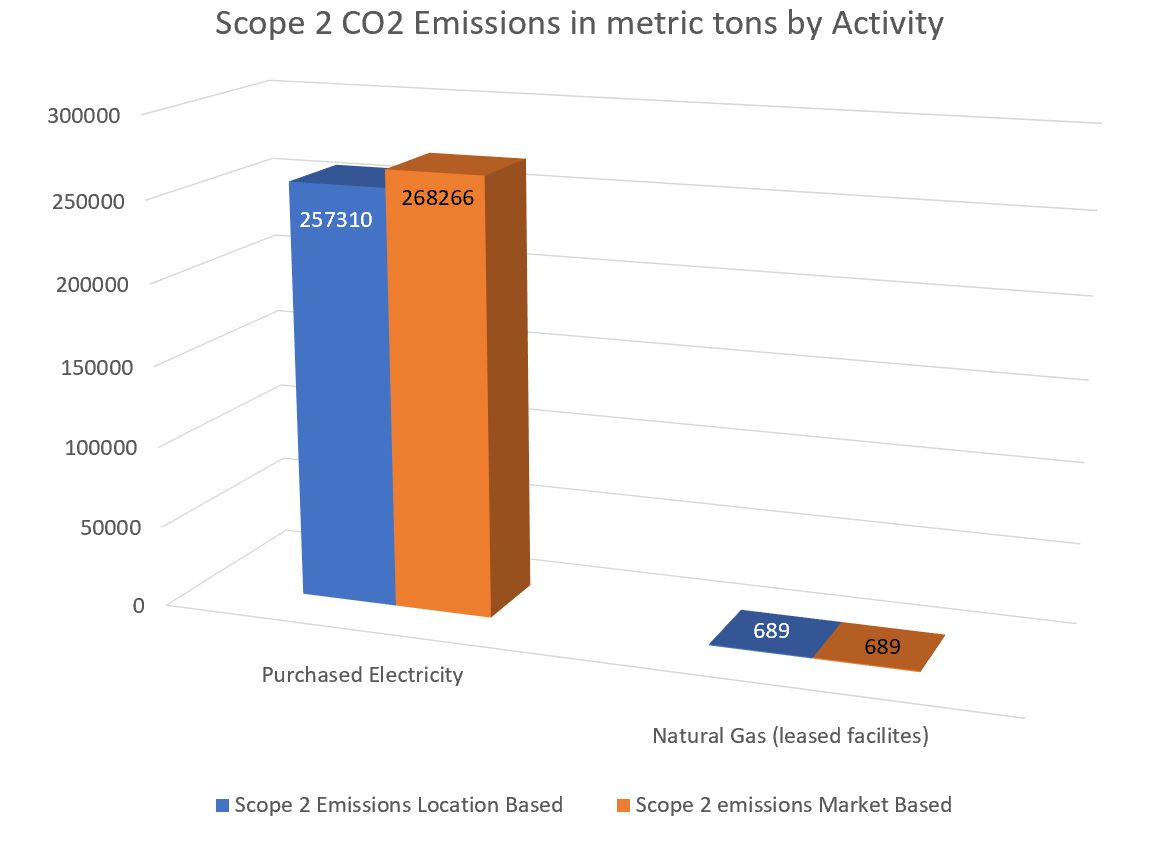 Scope 2 CO2 Emissions in metric tons by Activity
300000
250000
200000
150000
100000
50000
0
257310
268266
689
689
Purchased Electricity
Natural Gas (leased facilites)
Scope 2 Emissions Location Based
Scope 2 emissions Market Based